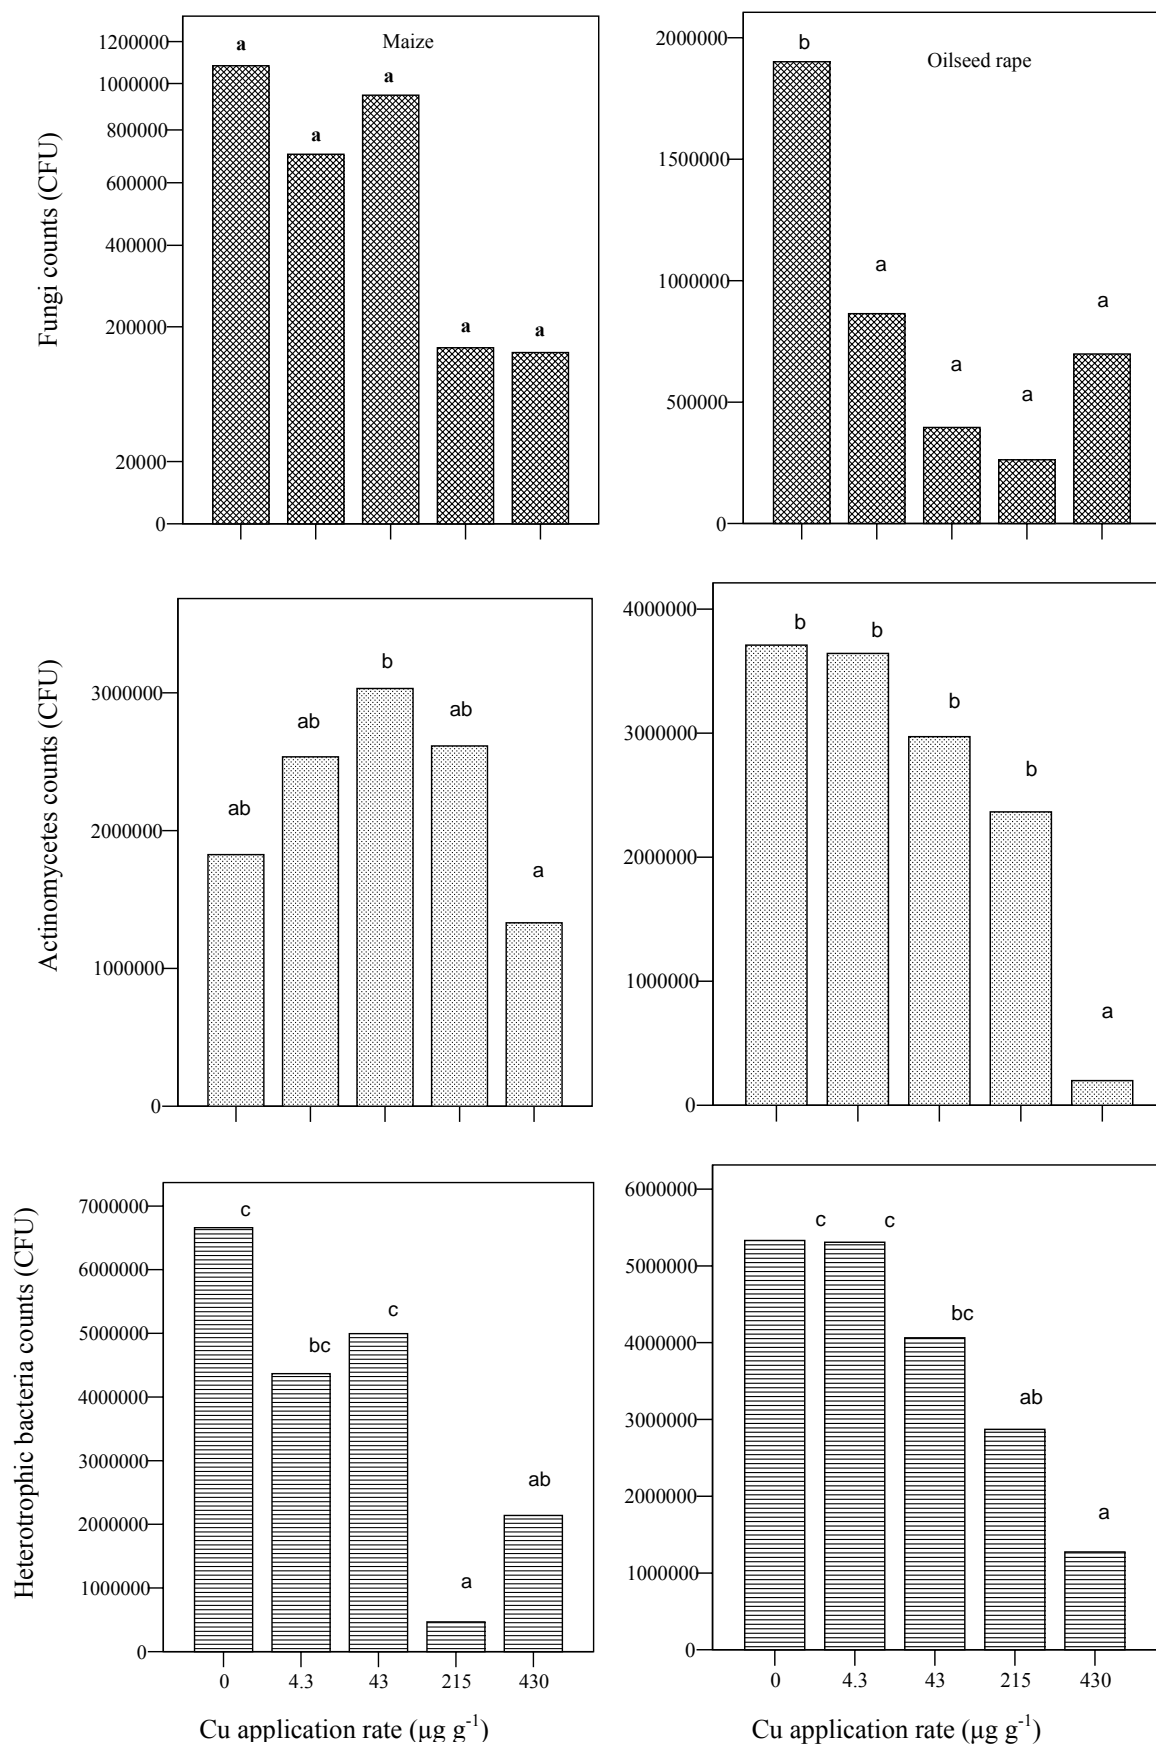 Maize
Fungi counts (CFU)
1200000
1000000
800000
600000
400000
200000
20000
0
a
a
a
a
a
Oilseed rape
2000000
1500000
1000000
500000
0
b
a
a
a
a
Actinomycetes counts (CFU)
3000000
2000000
1000000
0
ab
ab
b
ab
a
4000000
3000000
2000000
1000000
0
b
b
b
b
a
Heterotrophic bacteria counts (CFU)
7000000
6000000
5000000
4000000
3000000
2000000
1000000
0
c
bc
c
a
ab
0 4.3 43 215 430
Cu application rate (µg g⁻¹)
6000000
5000000
4000000
3000000
2000000
1000000
0
c
c
bc
ab
a
0 4.3 43 215 430
Cu application rate (µg g⁻¹)